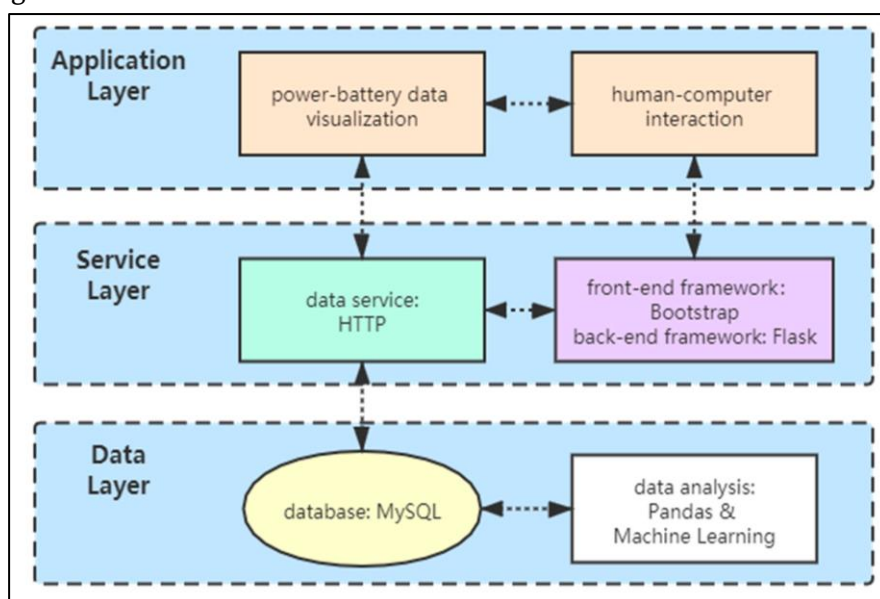 Application
Layer
power-battery data
visualization
human-computer
interaction
Service
Layer
data service:
HTTP
front-end framework:
Bootstrap
back-end framework: Flask
Data
Layer
database: MySQL
data analysis:
Pandas &
Machine Learning